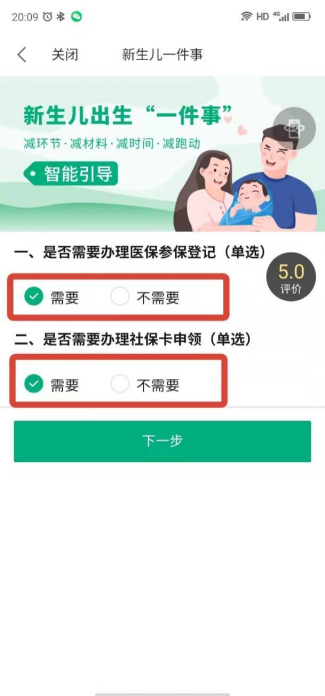 20:09 HD 4G
关闭 新生儿一件事
新生儿出生“一件事”
减环节·减材料·减时间·减跑动
智能引导
一、是否需要办理医保参保登记（单选）
5.0
评价
需要 不需要
二、是否需要办理社保卡申领（单选）
需要 不需要
下一步